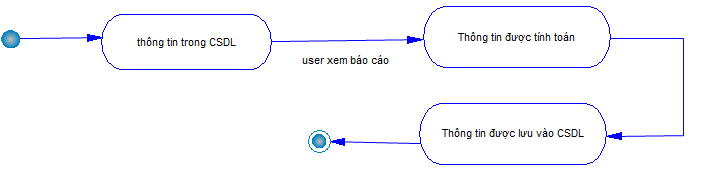 thông tin trong CSDL
user xem báo cáo
Thông tin được tính toán
Thông tin được lưu vào CSDL